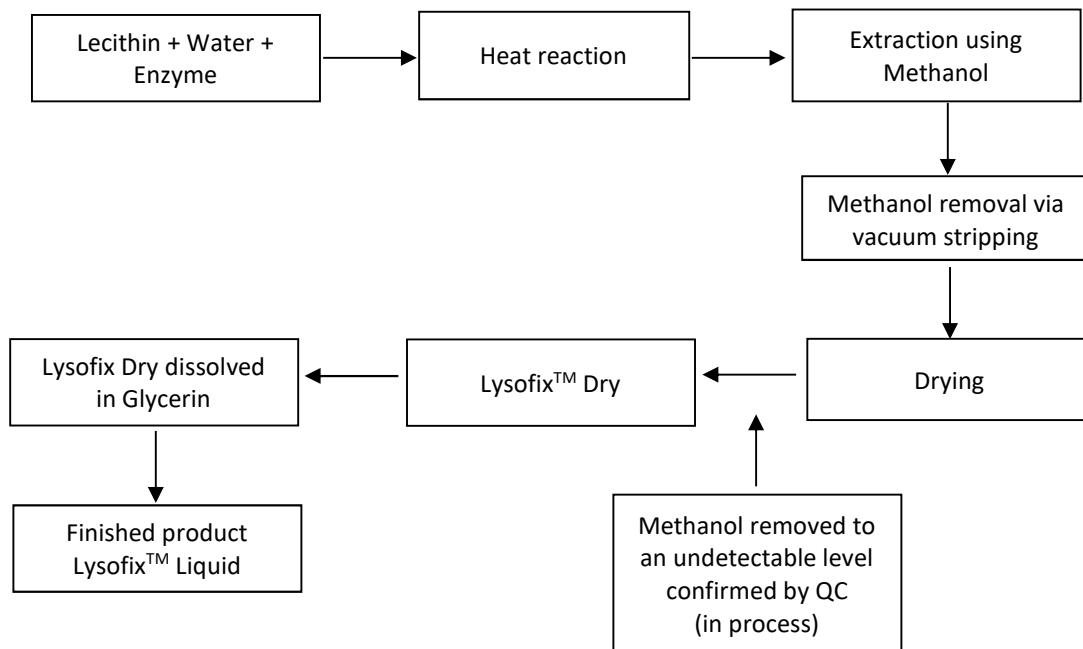 Lecithin + Water +
Enzyme
Heat reaction
Extraction using
Methanol
Methanol removal via
vacuum stripping
Drying
Lysofix™ Dry
Lysofix Dry dissolved
in Glycerin
Methanol removed to
an undetectable level
confirmed by QC
(in process)
Finished product
Lysofix™ Liquid